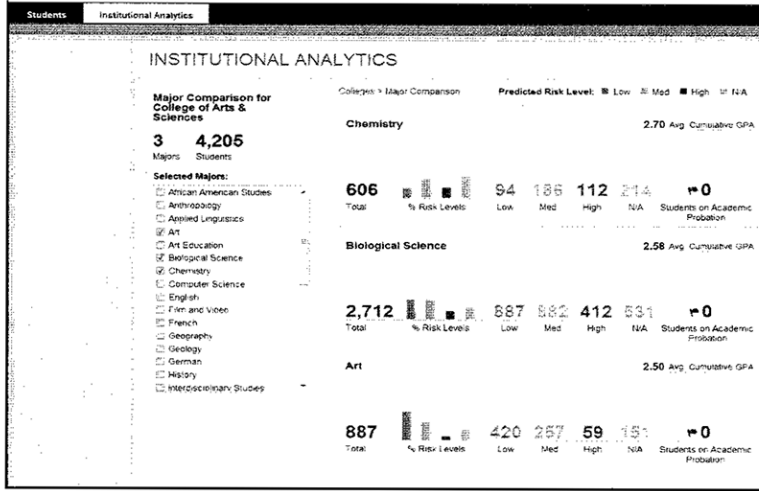 Students Institutional Analytics
INSTITUTIONAL ANALYTICS
Major Comparison for
College of Arts &
Sciences
3 4,205
Majors Students
Selected Majors:
African American Studies
Anthropology
Applied Linguistics
Art
Art Education
Biological Science
Chemistry
Computer Science
English
Film and Video
French
Geography
Geology
German
History
Interdisciplinary Studies
Colleges > Major Comparison Predicted Risk Level: Low Med High N/A
Chemistry 2.70 Avg Cumulative GPA
606 94 186 112 214 0
Total % Risk Levels Low Med High N/A Students on Academic
Probation
Biological Science 2.58 Avg Cumulative GPA
2,712 887 882 412 531 0
Total % Risk Levels Low Med High N/A Students on Academic
Probation
Art 2.50 Avg Cumulative GPA
887 420 257 59 151 0
Total % Risk Levels Low Med High N/A Students on Academic
Probation